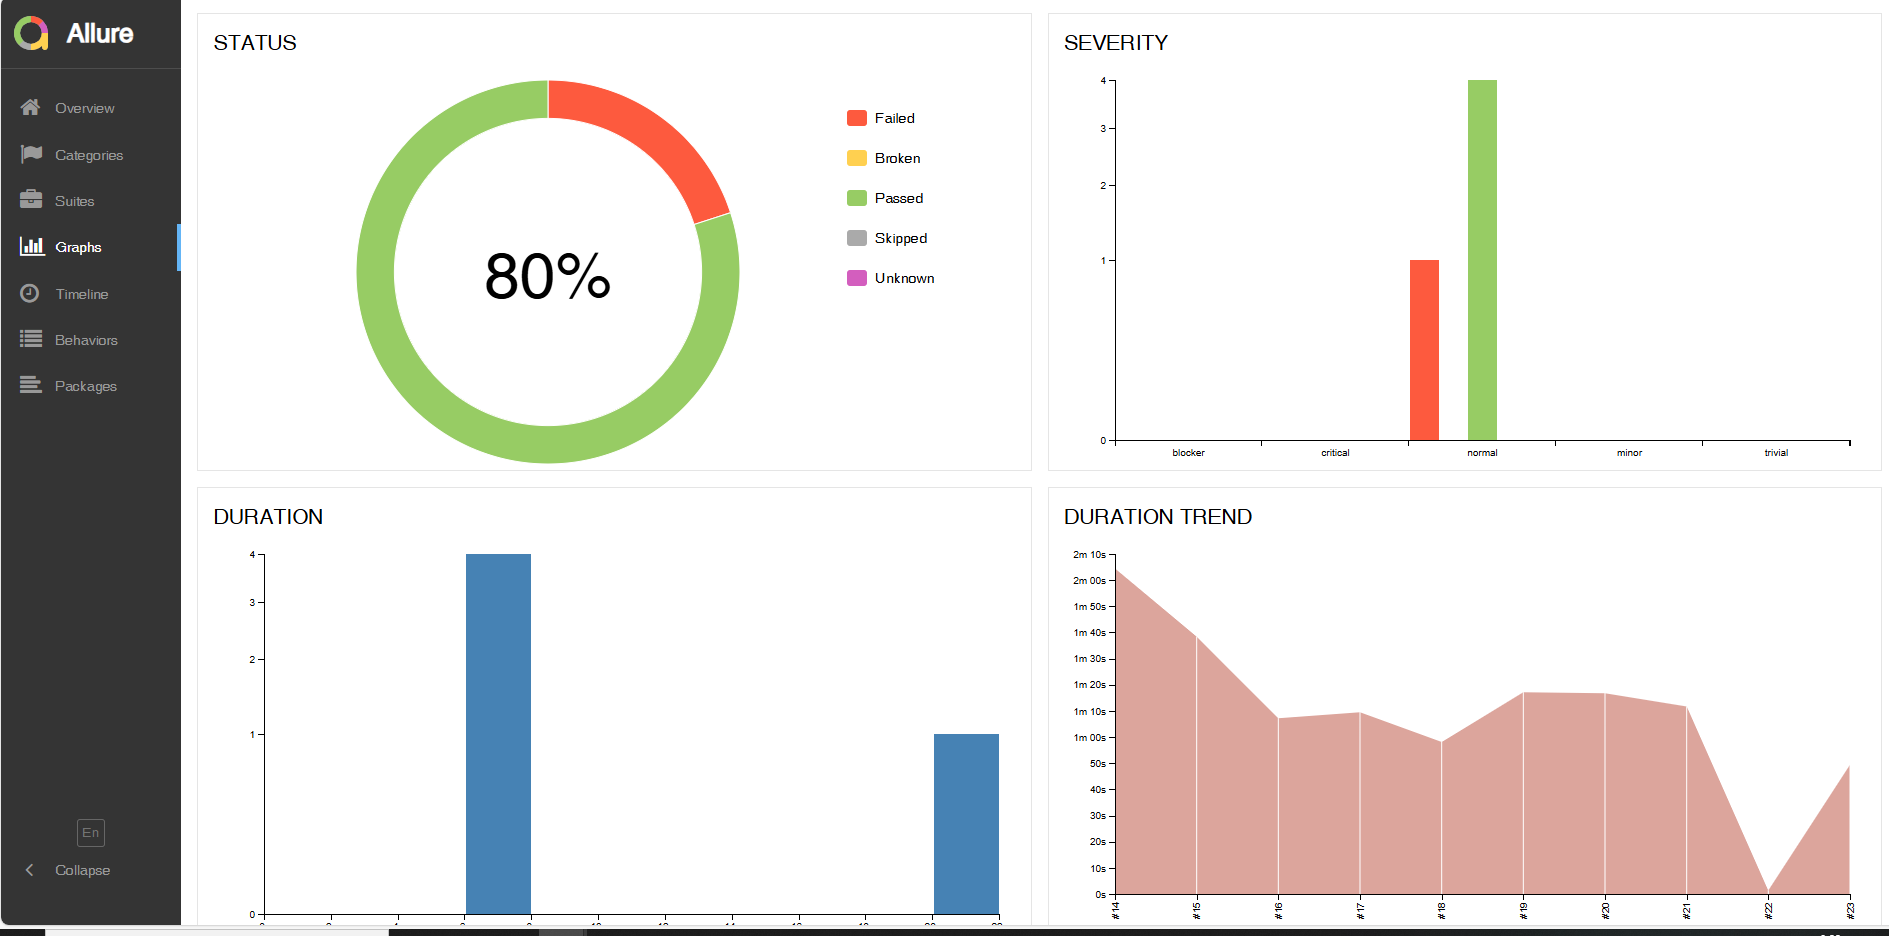 Allure
Overview
Categories
Suites
Graphs
Timeline
Behaviors
Packages
En
Collapse
STATUS
80%
Failed
Broken
Passed
Skipped
Unknown
SEVERITY
4
3
2
1
0
blocker critical normal minor trivial
DURATION
4
3
2
1
0
DURATION TREND
2m 10s
2m 00s
1m 50s
1m 40s
1m 30s
1m 20s
1m 10s
1m 00s
50s
40s
30s
20s
10s
0s
#14 #15 #16 #17 #18 #19 #20 #21 #22 #23